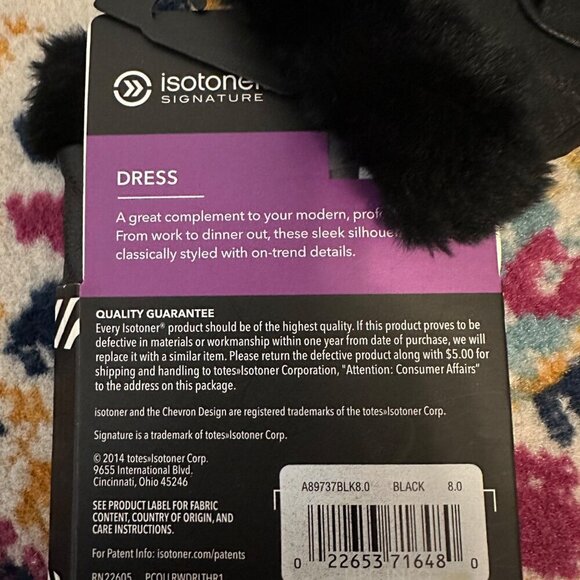 isotoner
SIGNATURE
DRESS
A great complement to your modern,
From work to dinner out, these sleek
classically styled with on-trend details.
QUALITY GUARANTEE
Every Isotoner® product should be of the highest quality. If this product proves to be
defective in materials or workmanship within one year from date of purchase, we will
replace it with a similar item. Please return the defective product along with $5.00 for
shipping and handling to totes»Isotoner Corporation, "Attention: Consumer Affairs"
to the address on this package.
isotoner and the Chevron Design are registered trademarks of the totes»Isotoner Corp.
Signature is a trademark of totes»Isotoner Corp.
© 2014 totes»Isotoner Corp.
9655 International Blvd.
Cincinnati, Ohio 45246
SEE PRODUCT LABEL FOR FABRIC
CONTENT, COUNTRY OF ORIGIN, AND
CARE INSTRUCTIONS.
For Patent Info: isotoner.com/patents
RN22605 PCOLLRWDRLTHR1
A89737BLK8.0 BLACK 8.0
0 22653 71648 0